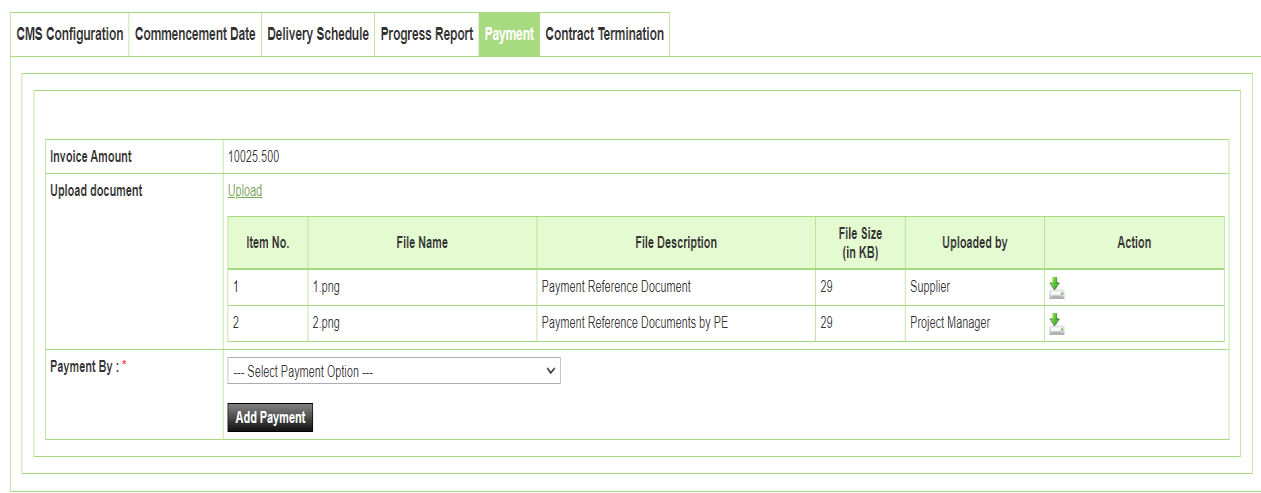 CMS Configuration Commencement Date Delivery Schedule Progress Report Payment Contract Termination
Invoice Amount 10025.500
Upload document Upload
Item No. File Name File Description File Size (in KB) Uploaded by Action
1 1.png Payment Reference Document 29 Supplier
2 2.png Payment Reference Documents by PE 29 Project Manager
Payment By : * --- Select Payment Option ---
Add Payment